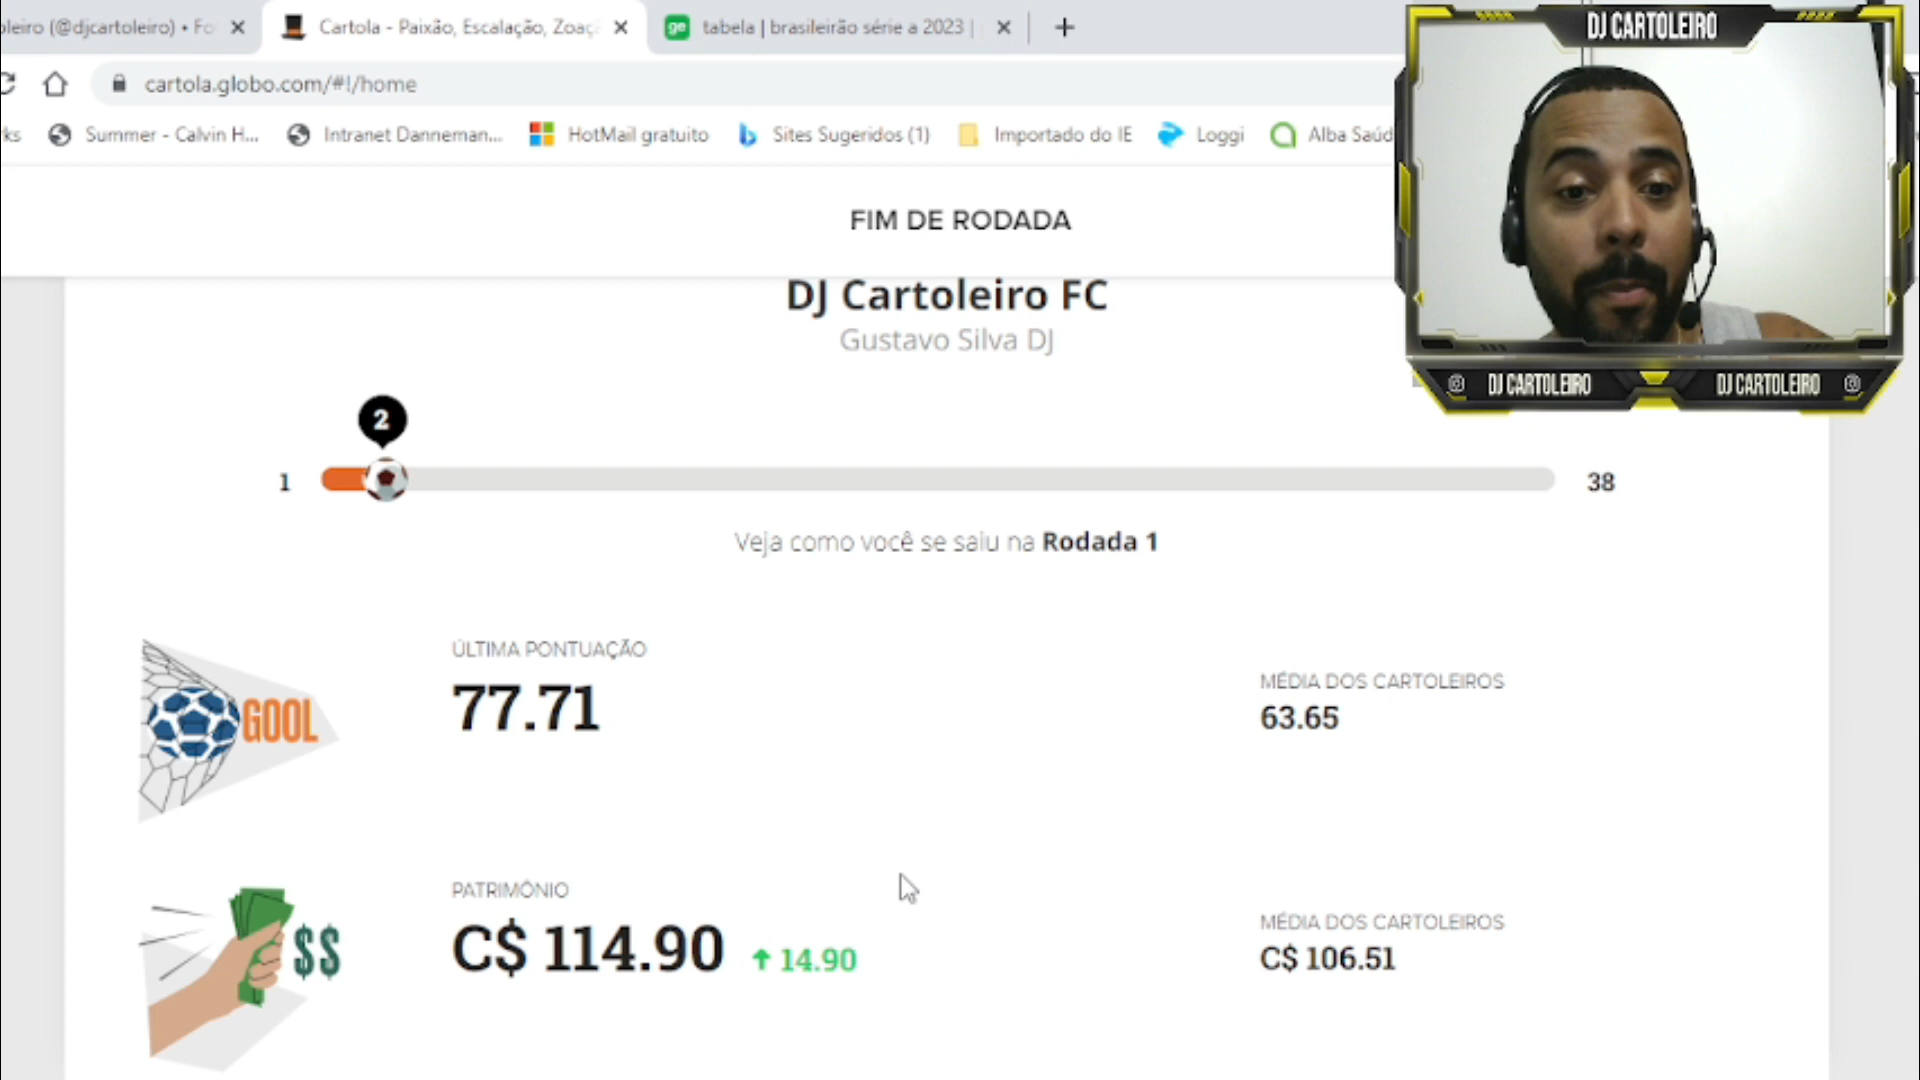 oleiro (@djcartoleiro) • Fo
Cartola - Paixão, Escalação, Zoaç
ge
tabela | brasileirão série a 2023 |
cartola.globo.com/#!/home
ks
Summer - Calvin H...
Intranet Danneman...
HotMail gratuito
Sites Sugeridos (1)
Importado do IE
Loggi
Alba Saúd
DJ CARTOLEIRO
DJ CARTOLEIRO
DJ CARTOLEIRO
FIM DE RODADA
DJ Cartoleiro FC
Gustavo Silva DJ
2
1
38
Veja como você se saiu na Rodada 1
GOOL
ÚLTIMA PONTUAÇÃO
77.71
MÉDIA DOS CARTOLEIROS
63.65
$$
PATRIMÔNIO
C$ 114.90 14.90
MÉDIA DOS CARTOLEIROS
C$ 106.51